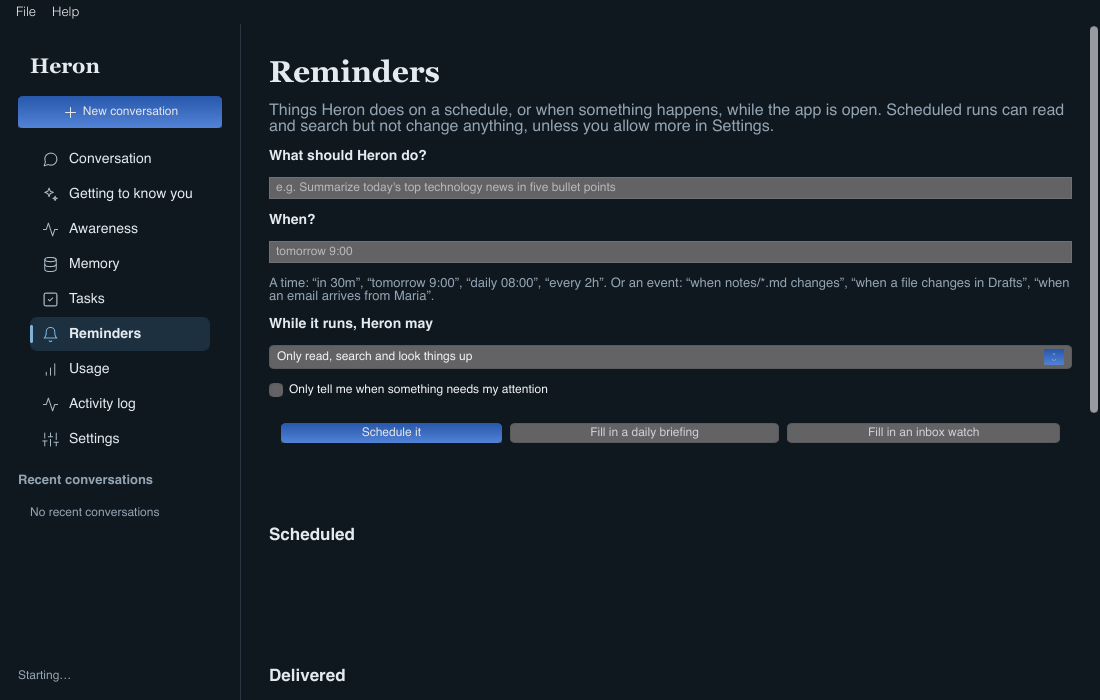 File Help
Heron
New conversation
Conversation
Getting to know you
Awareness
Memory
Tasks
Reminders
Usage
Activity log
Settings
Recent conversations
No recent conversations
Starting…
Reminders
Things Heron does on a schedule, or when something happens, while the app is open. Scheduled runs can read
and search but not change anything, unless you allow more in Settings.
What should Heron do?
e.g. Summarize today's top technology news in five bullet points
When?
tomorrow 9:00
A time: “in 30m”, “tomorrow 9:00”, “daily 08:00”, “every 2h”. Or an event: “when notes/*.md changes”, “when a file changes in Drafts”, “when
an email arrives from Maria”.
While it runs, Heron may
Only read, search and look things up
Only tell me when something needs my attention
Schedule it
Fill in a daily briefing
Fill in an inbox watch
Scheduled
Delivered